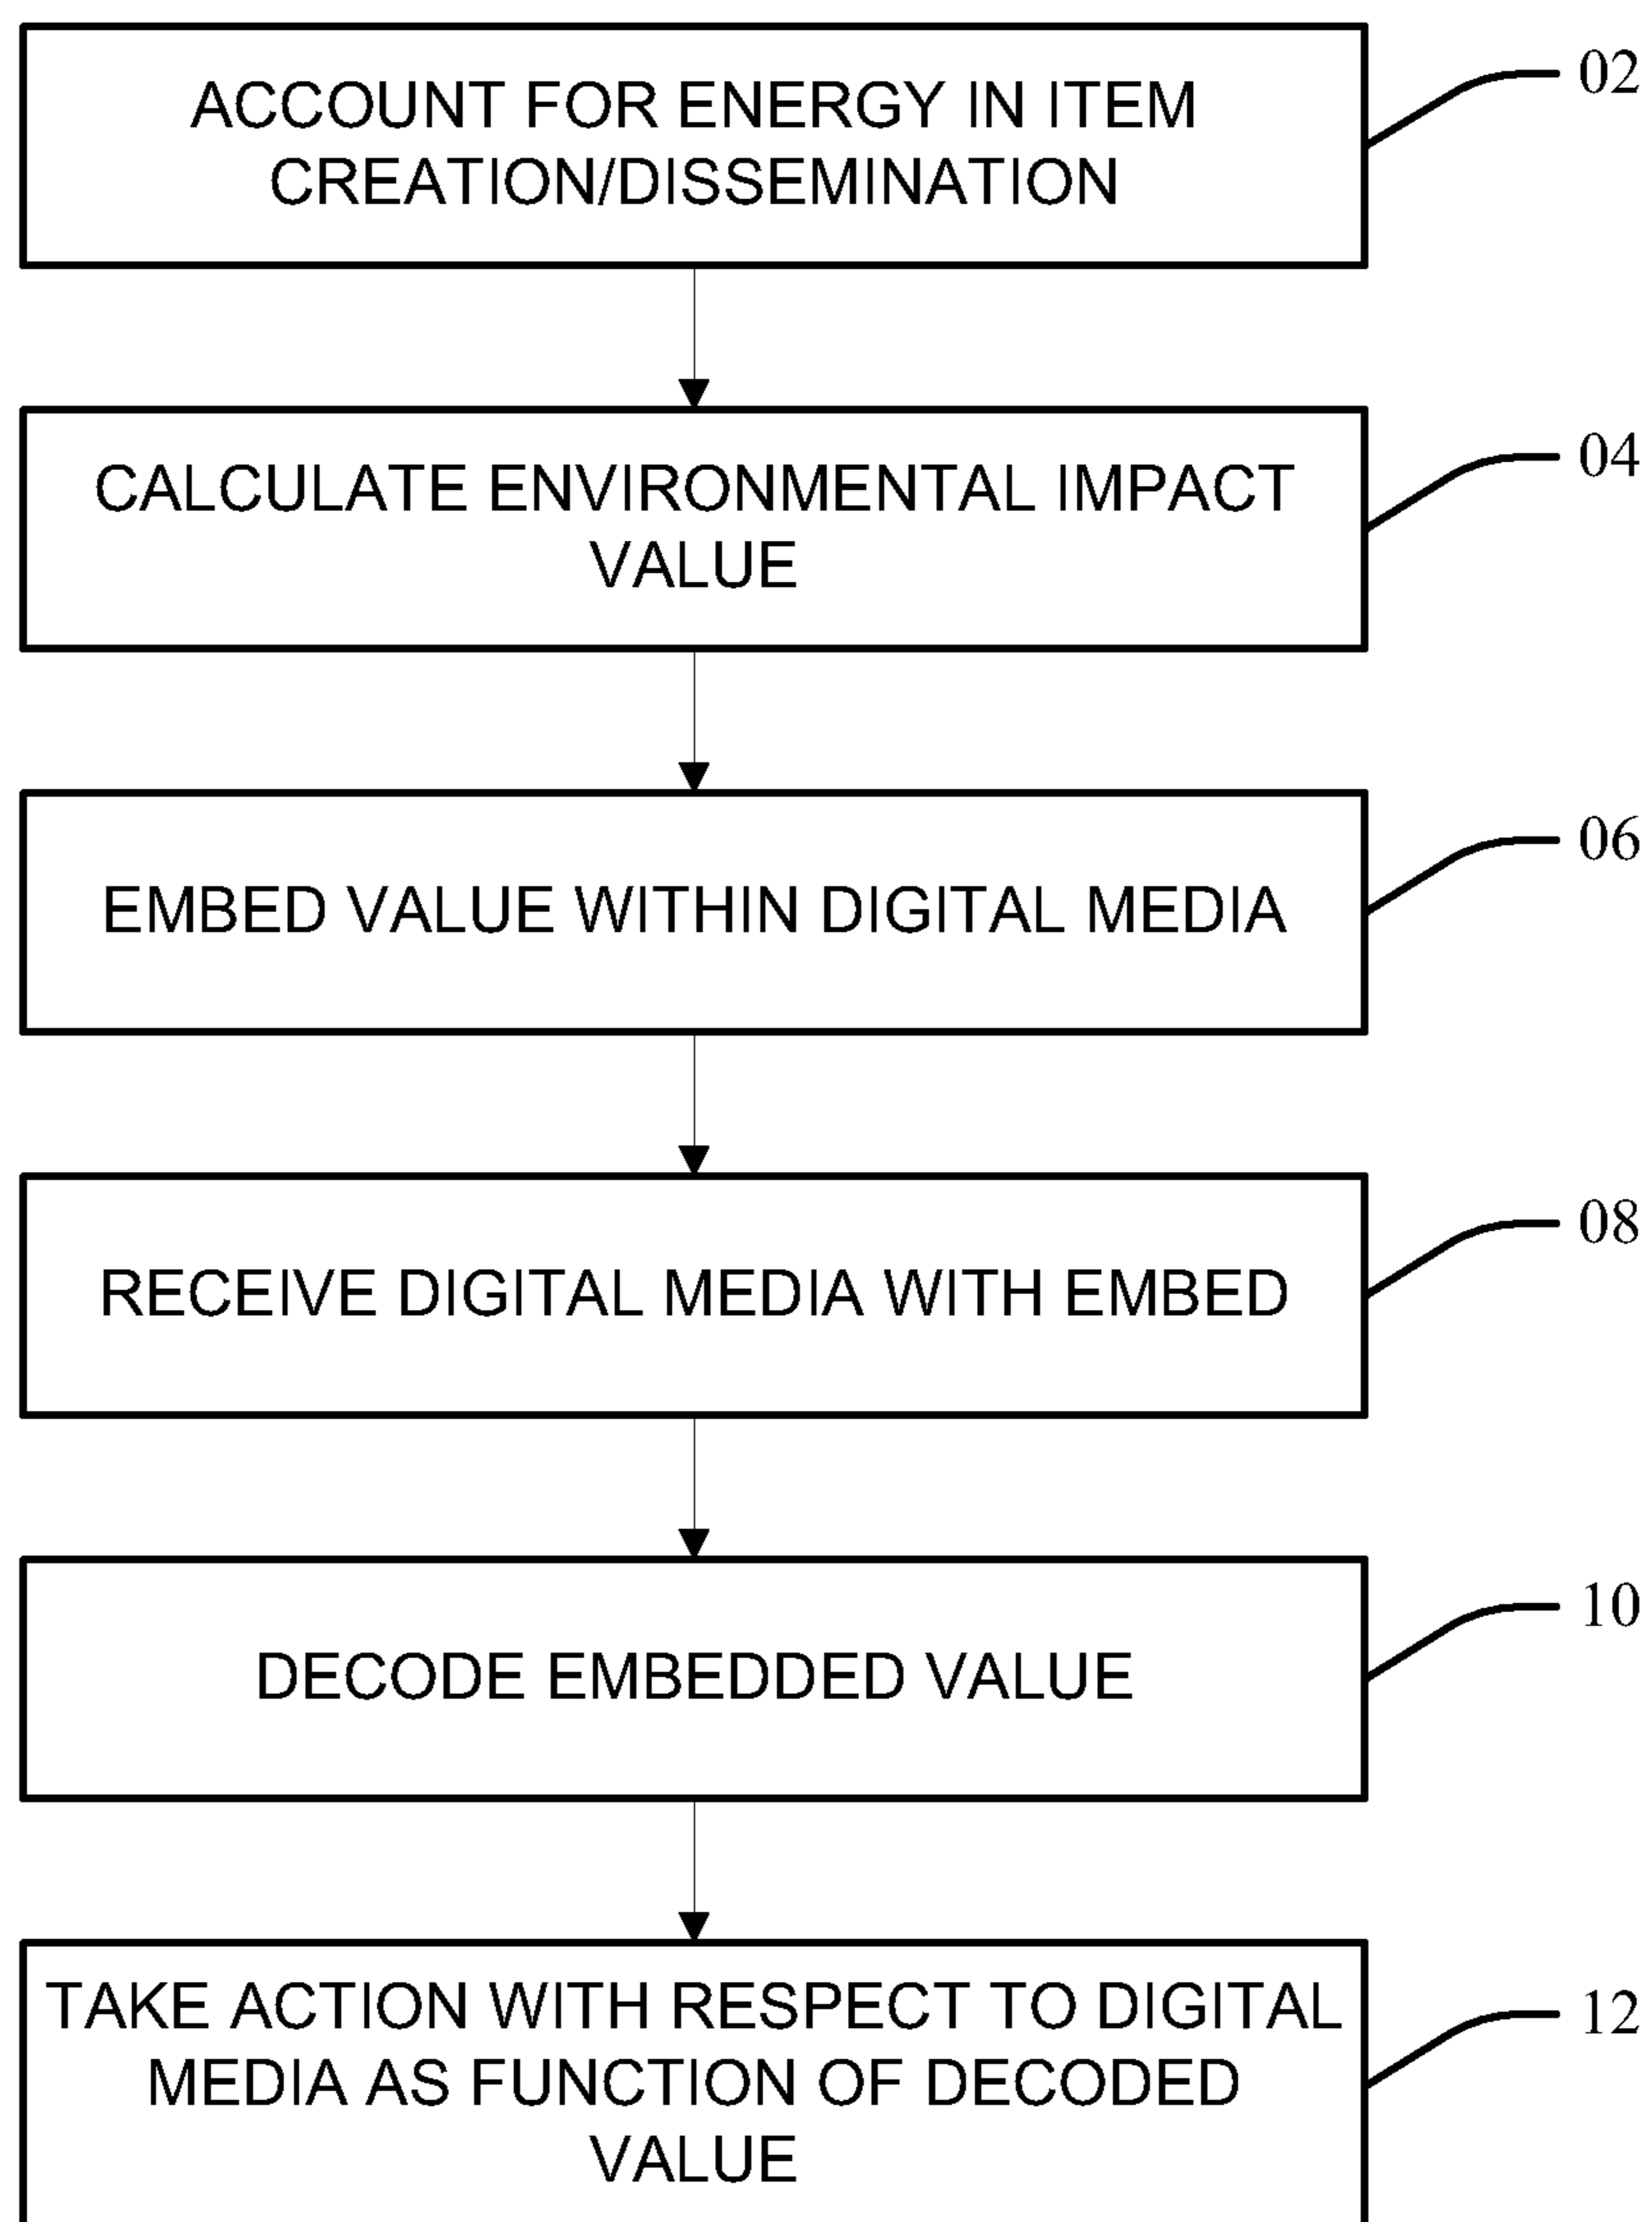 ACCOUNT FOR ENERGY IN ITEM
CREATION/DISSEMINATION
02
CALCULATE ENVIRONMENTAL IMPACT
VALUE
04
EMBED VALUE WITHIN DIGITAL MEDIA
06
RECEIVE DIGITAL MEDIA WITH EMBED
08
DECODE EMBEDDED VALUE
10
TAKE ACTION WITH RESPECT TO DIGITAL
MEDIA AS FUNCTION OF DECODED
VALUE
12